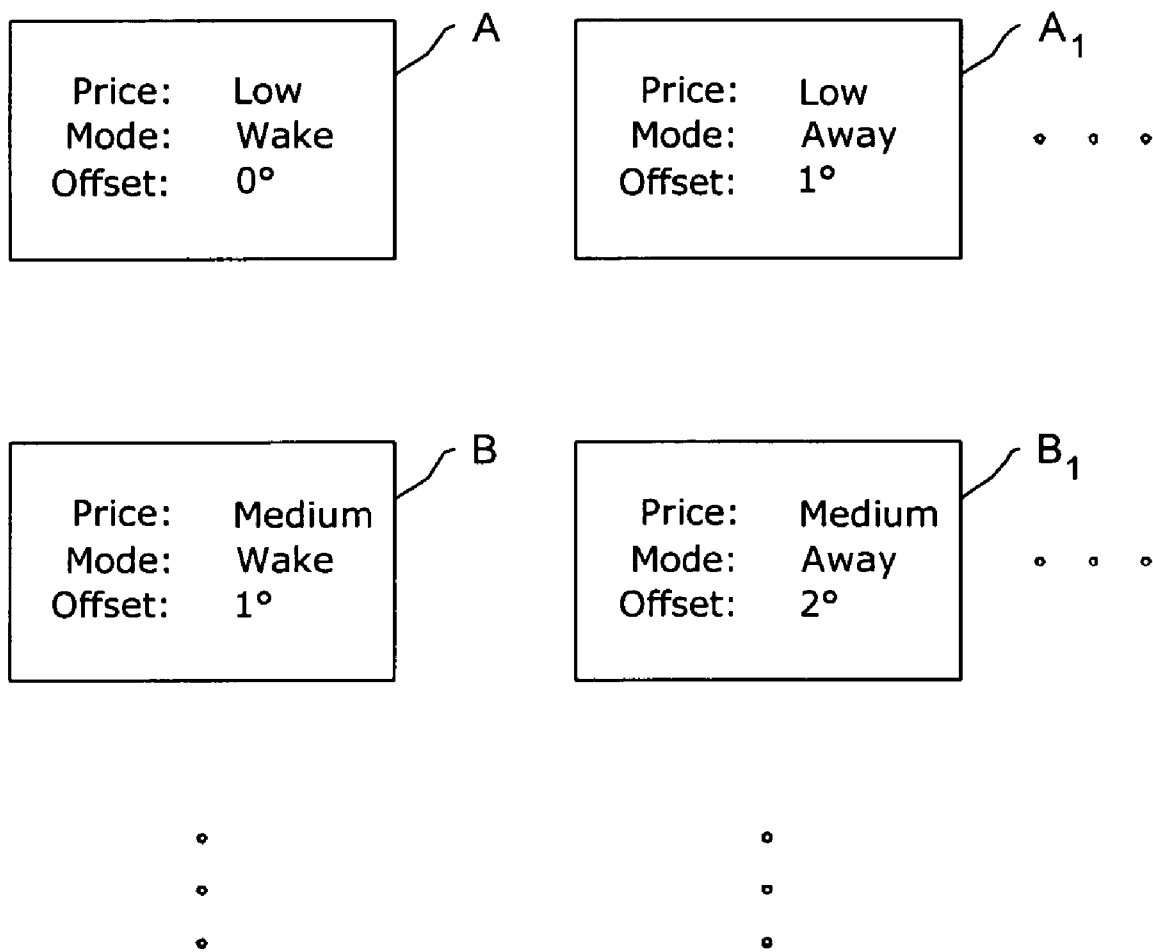 A
Price: Low
Mode: Wake
Offset: 0°
A₁
Price: Low
Mode: Away
Offset: 1°
B
Price: Medium
Mode: Wake
Offset: 1°
B₁
Price: Medium
Mode: Away
Offset: 2°